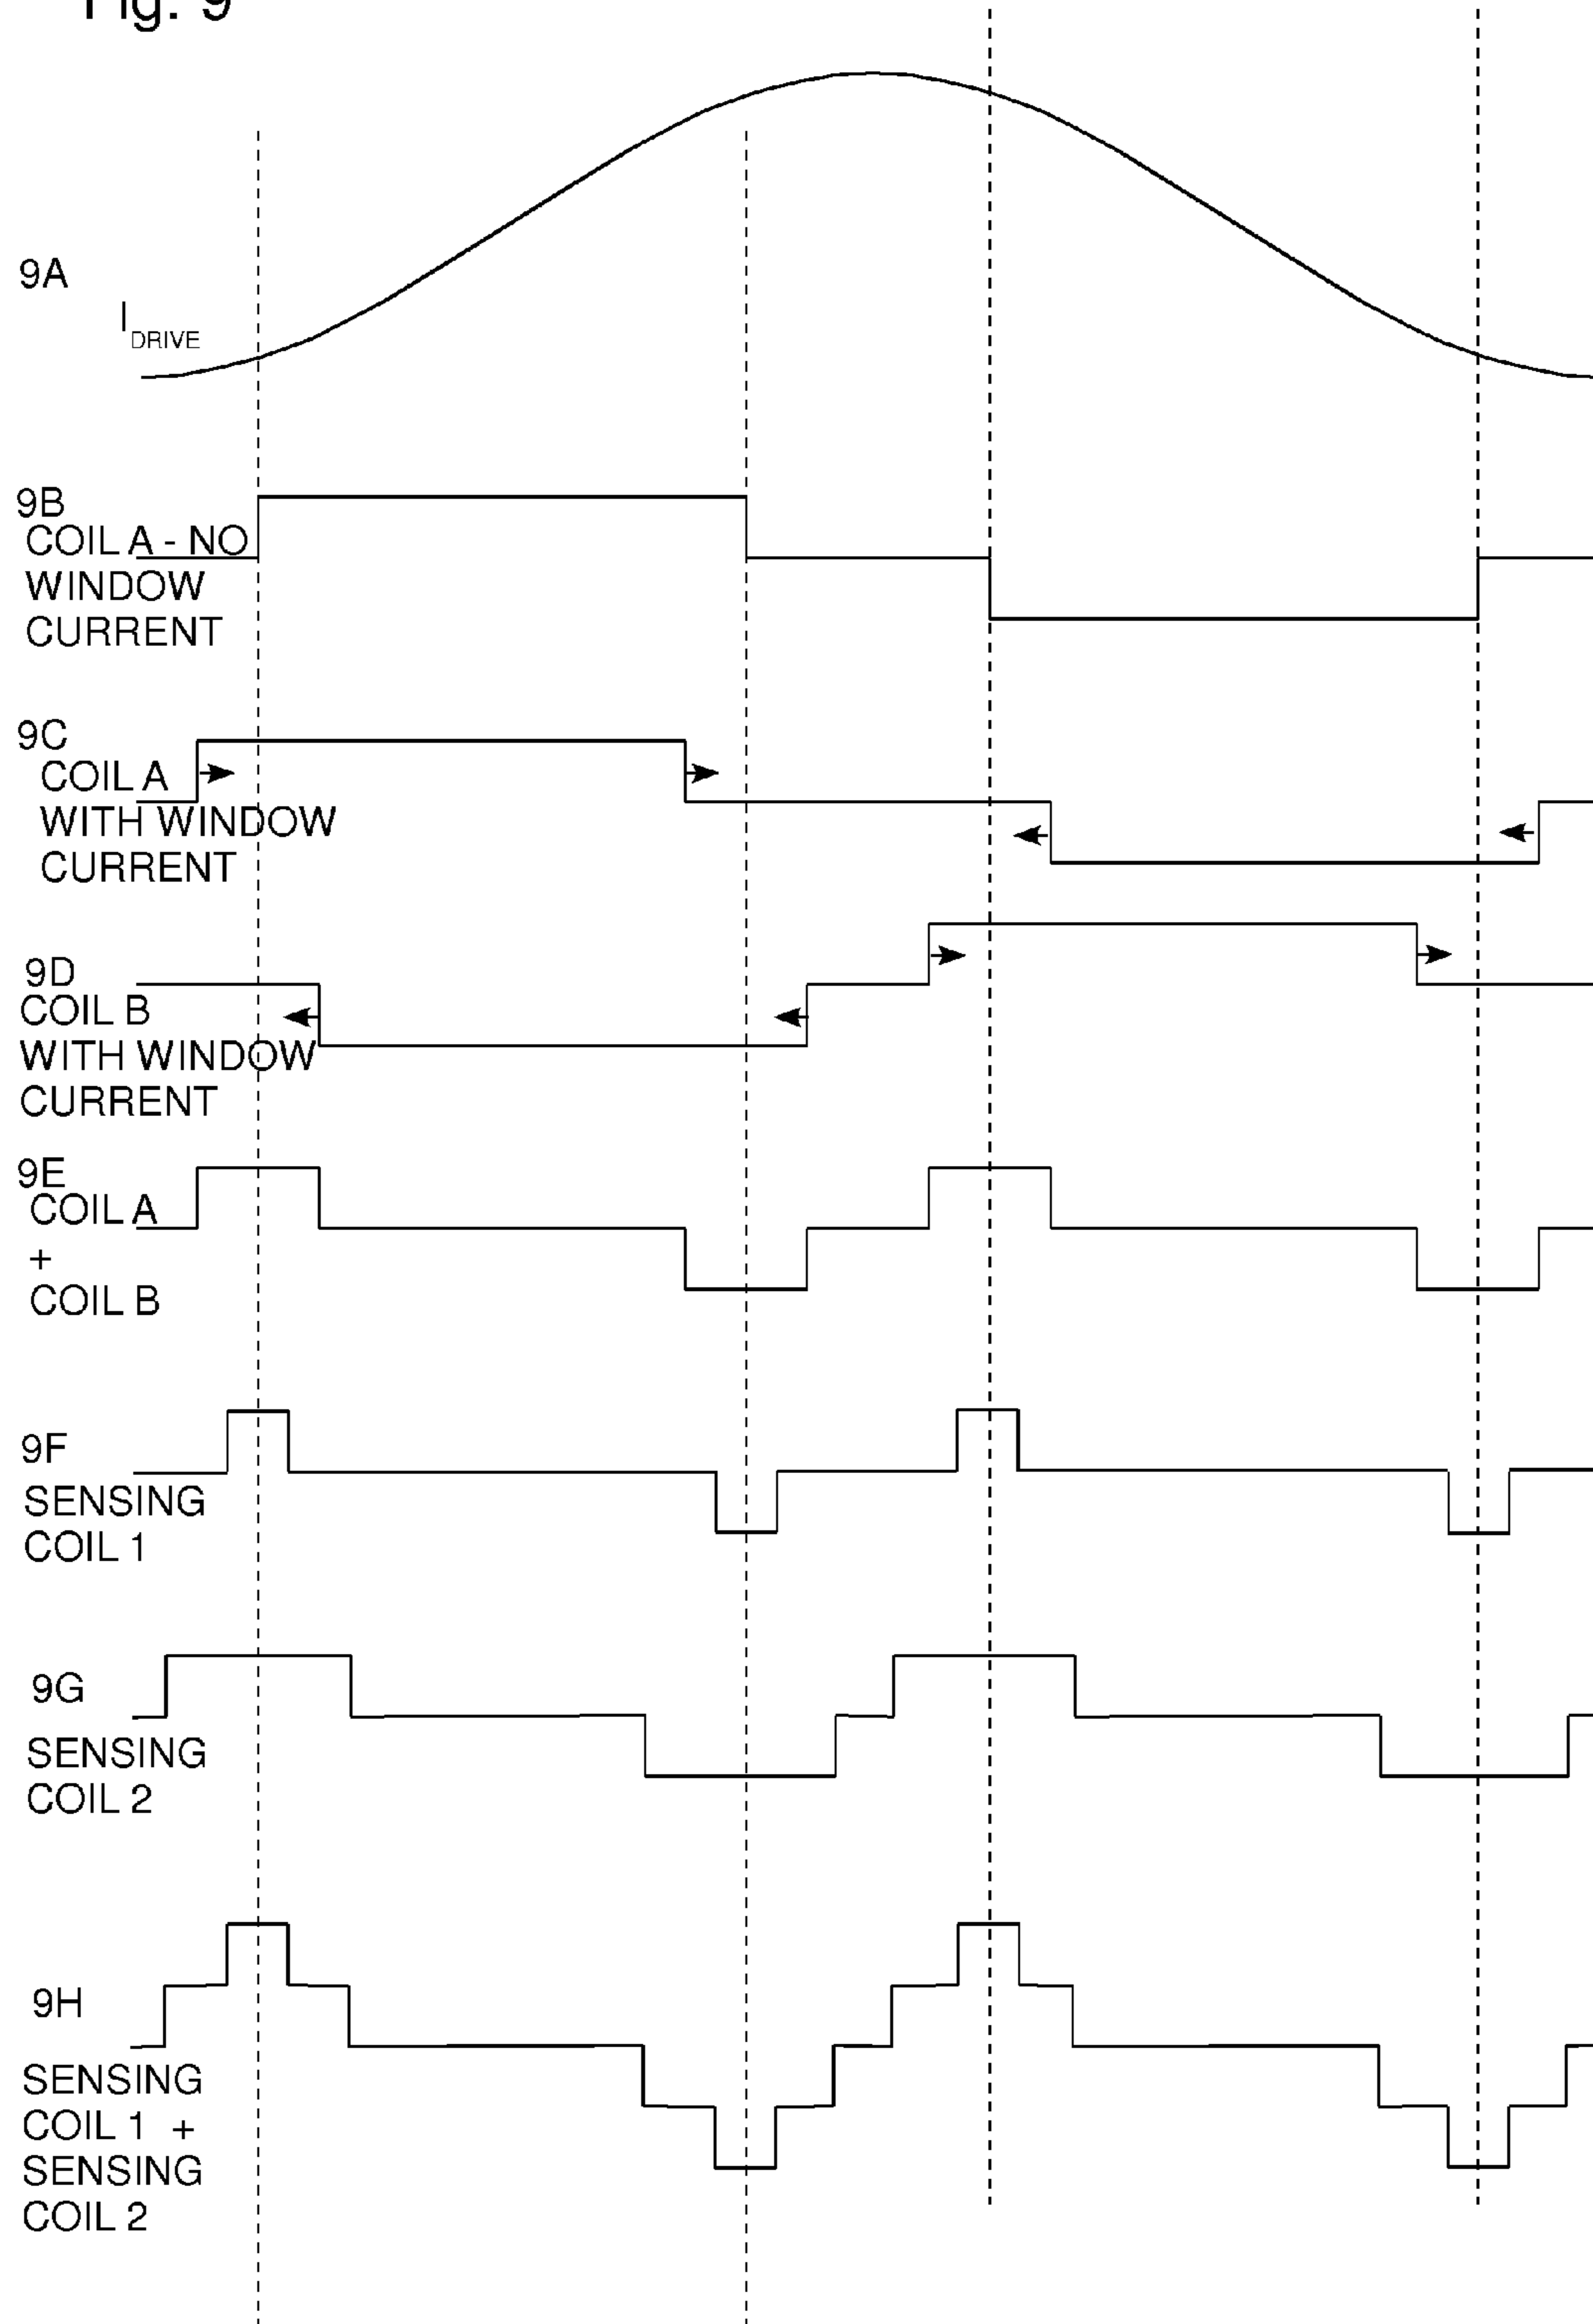 Fig. 9
9A
I DRIVE
9B
COIL A - NO
WINDOW
CURRENT
9C
COIL A
WITH WINDOW
CURRENT
9D
COIL B
WITH WINDOW
CURRENT
9E
COIL A
+
COIL B
9F
SENSING
COIL 1
9G
SENSING
COIL 2
9H
SENSING
COIL 1 +
SENSING
COIL 2